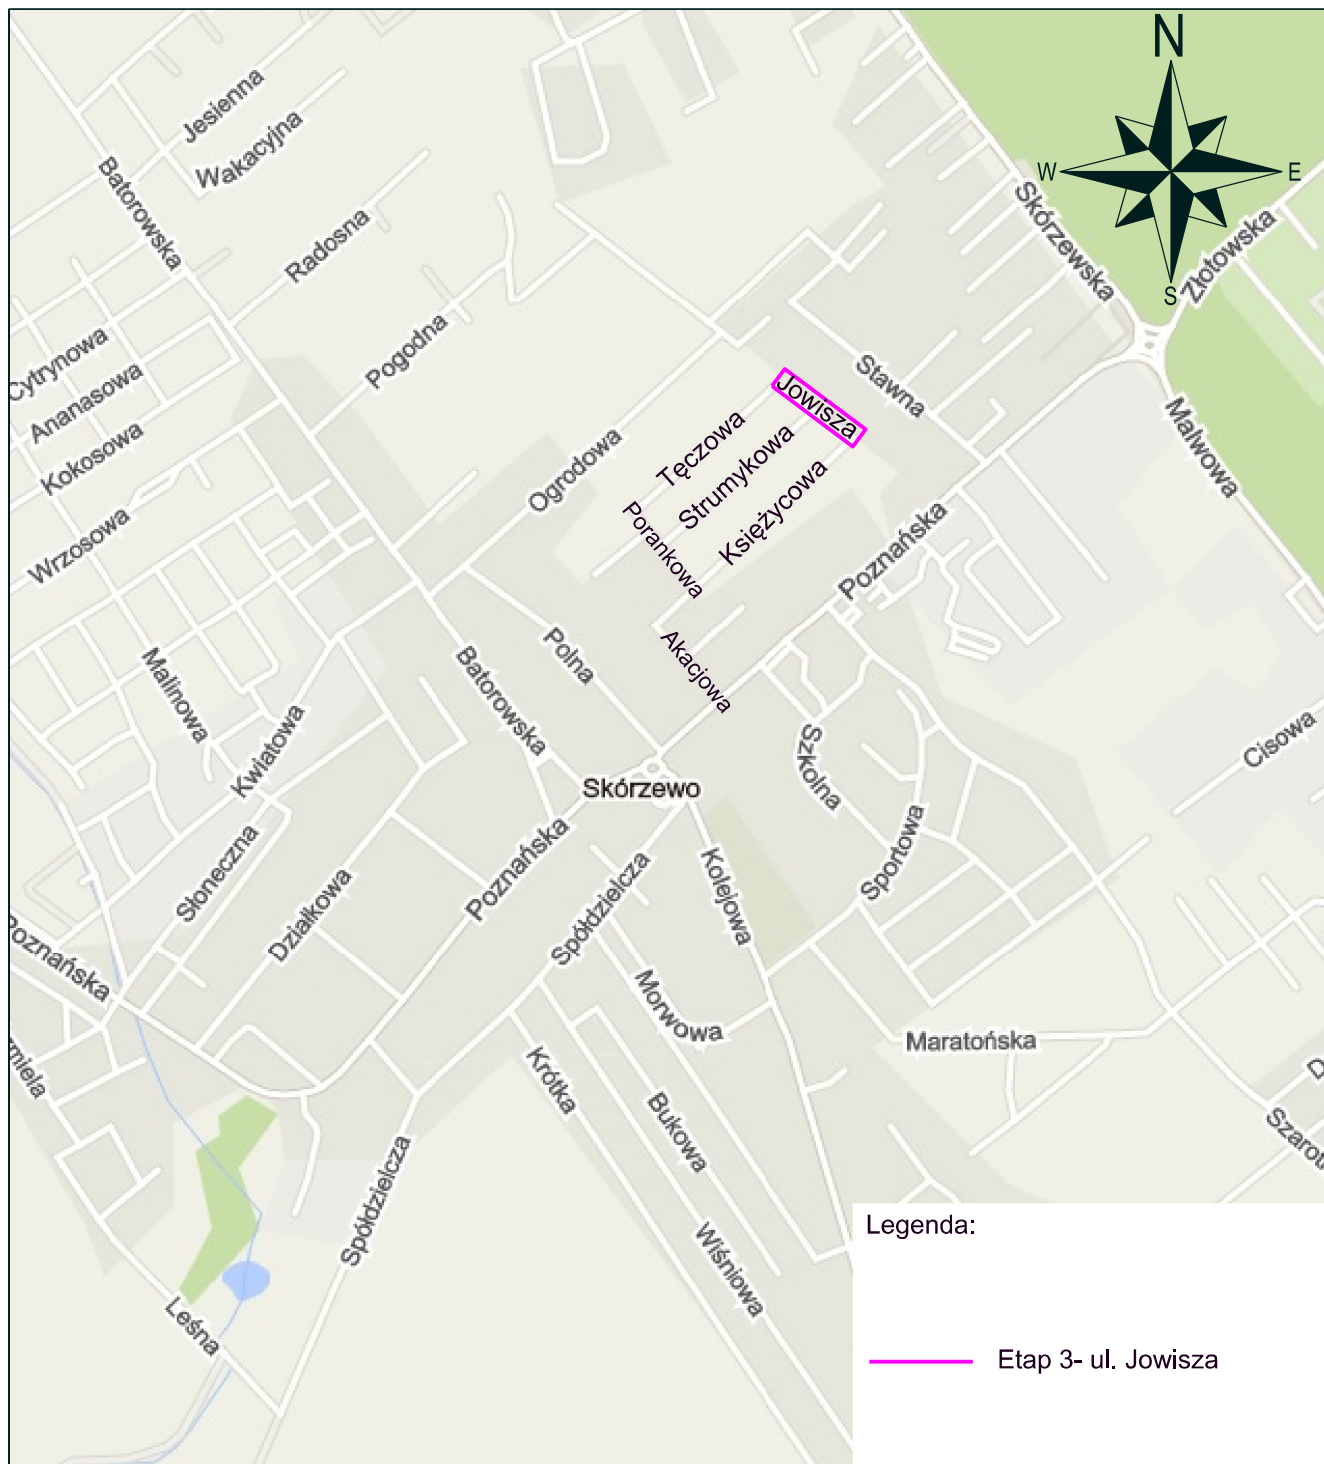 N
W
E
S
Jesienna
Wakacyjna
Batorowska
Radosna
Skórzewska
Złotowska
Pogodna
Cytrynowa
Ananasowa
Kokosowa
Wrzosowa
Stawna
Jowisza
Malwowa
Tęczowa
Strumykowa
Księżycowa
Ogrodowa
Porankowa
Poznańska
Akacjowa
Polna
Malinowa
Batorowska
Kwiatowa
Szkolna
Cisowa
Skórzewo
Słoneczna
Działkowa
Poznańska
Spółdzielcza
Kolejowa
Sportowa
Poznańska
Morwowa
Maratońska
Krótka
Bukowa
Spółdzielcza
Wiśniowa
Leśna
Legenda:
Etap 3- ul. Jowisza